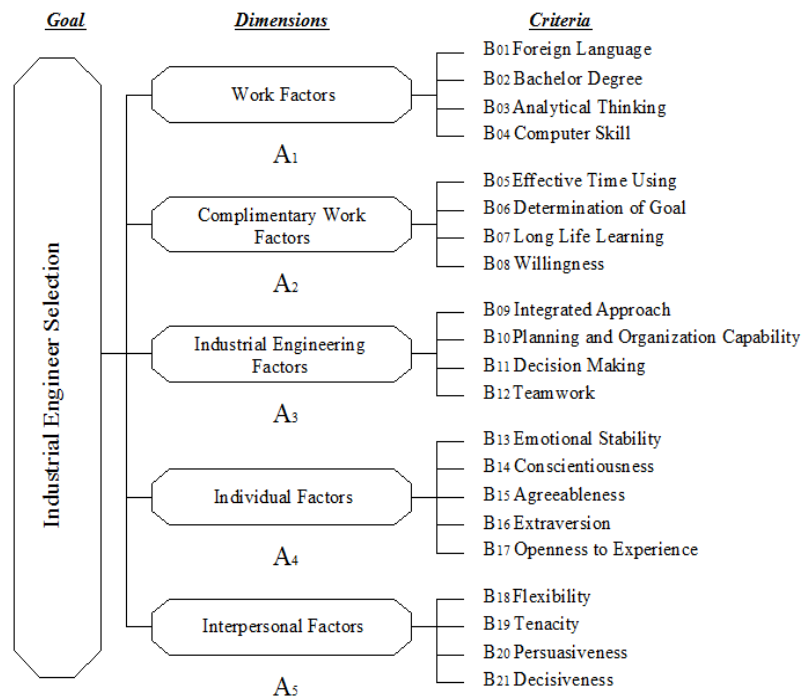 Goal
Dimensions
Criteria
Industrial Engineer Selection
Work Factors
A1
B01 Foreign Language
B02 Bachelor Degree
B03 Analytical Thinking
B04 Computer Skill
Complimentary Work
Factors
A2
B05 Effective Time Using
B06 Determination of Goal
B07 Long Life Learning
B08 Willingness
Industrial Engineering
Factors
A3
B09 Integrated Approach
B10 Planning and Organization Capability
B11 Decision Making
B12 Teamwork
Individual Factors
A4
B13 Emotional Stability
B14 Conscientiousness
B15 Agreeableness
B16 Extraversion
B17 Openness to Experience
Interpersonal Factors
A5
B18 Flexibility
B19 Tenacity
B20 Persuasiveness
B21 Decisiveness